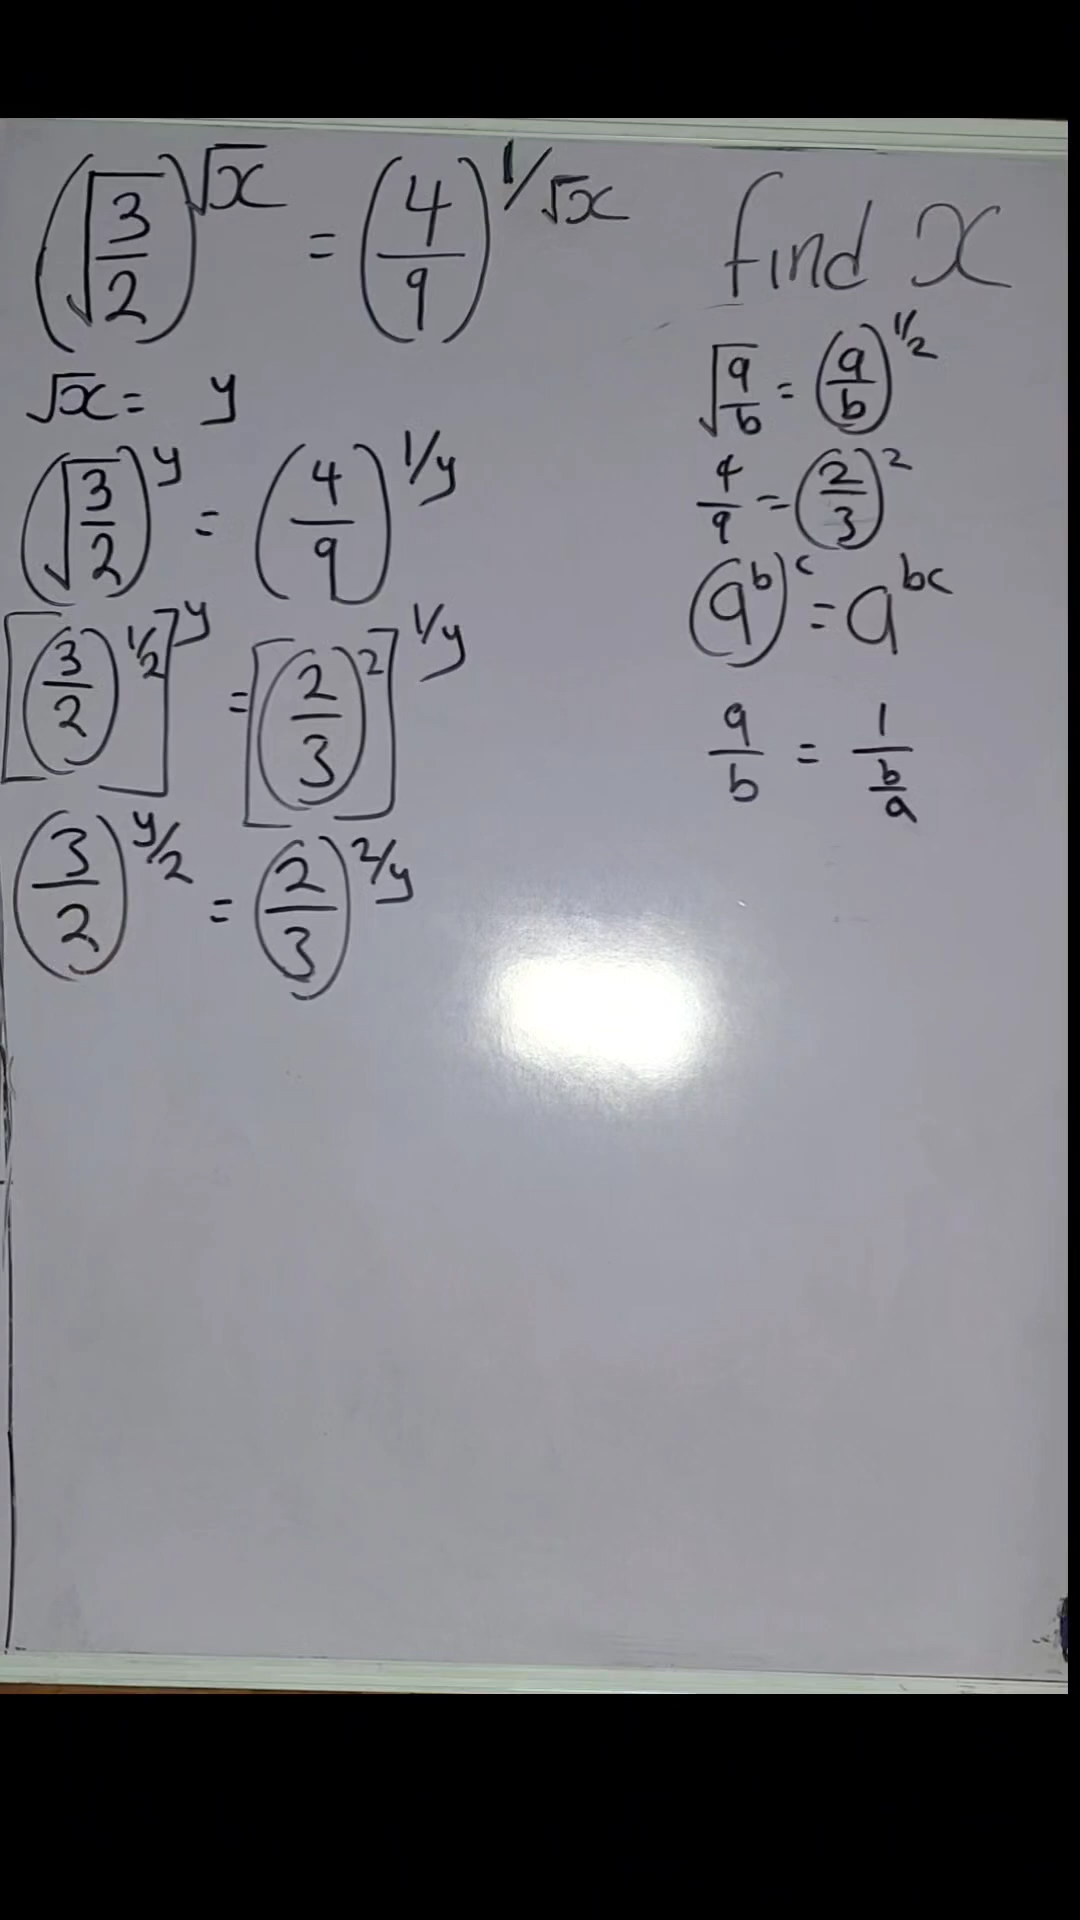 (√(3/2))^√x = (4/9)^1/√x find x
√x = y
(√(3/2))^y = (4/9)^1/y
[(3/2)^1/2]^y = [(2/3)^2]^1/y
(3/2)^y/2 = (2/3)^2/y
√(a/b) = (a/b)^1/2
4/9 = (2/3)^2
(a^b)^c = a^bc
a/b = 1/(b/a)